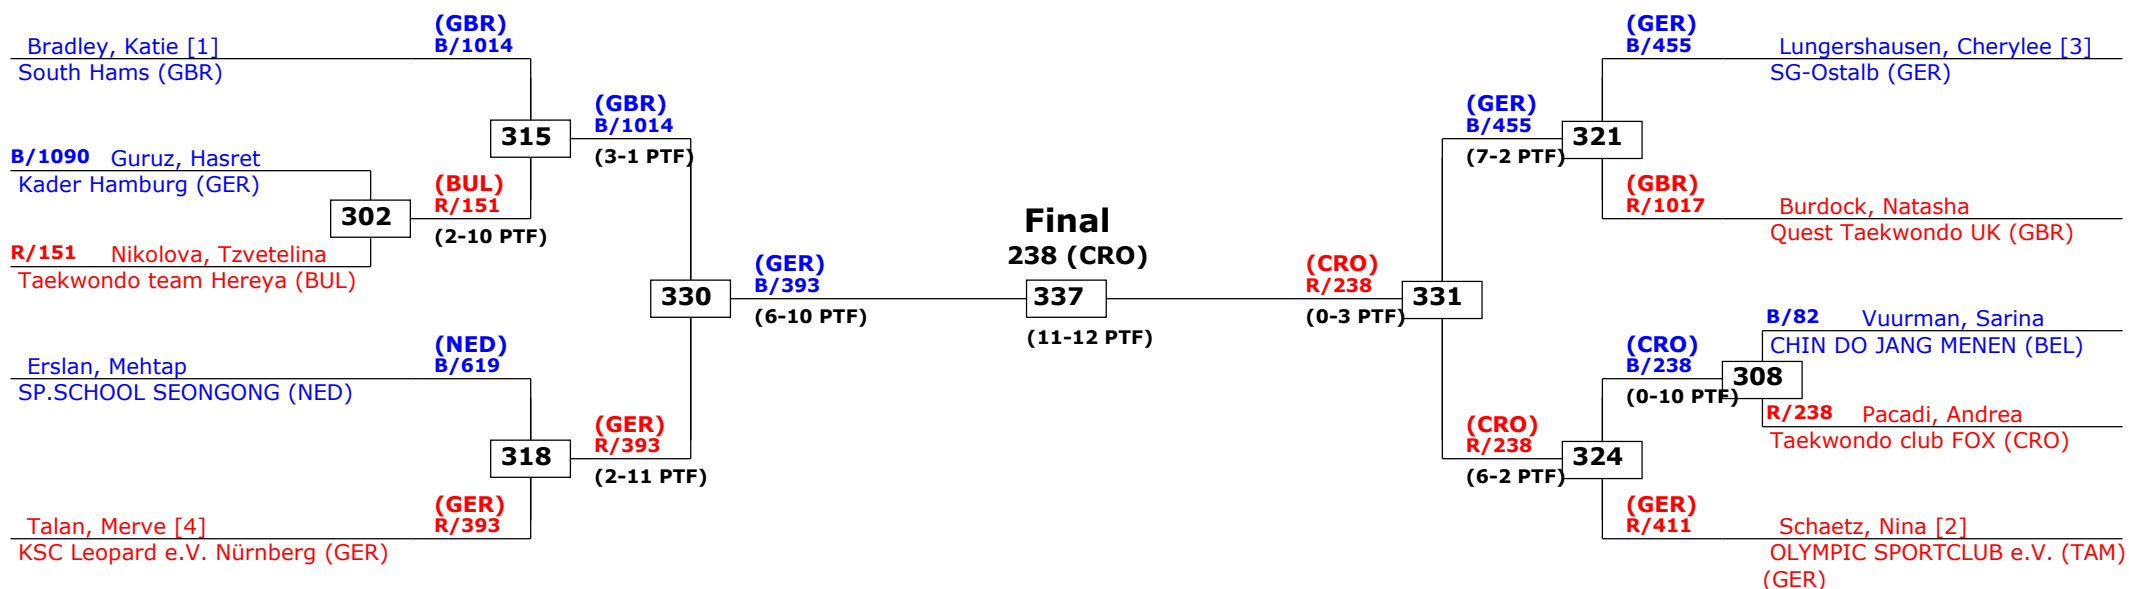 (GBR)
B/1014
Bradley, Katie [1]
South Hams (GBR)
(GBR)
B/1014
315
(3-1 PTF)
B/1090 Guruz, Hasret
Kader Hamburg (GER)
(BUL)
R/151
302
(2-10 PTF)
R/151 Nikolova, Tzvetelina
Taekwondo team Hereya (BUL)
(GER)
B/393
330
(6-10 PTF)
(NED)
B/619
Erslan, Mehtap
SP.SCHOOL SEONGONG (NED)
(GER)
R/393
318
(2-11 PTF)
(GER)
R/393
Talan, Merve [4]
KSC Leopard e.V. Nürnberg (GER)
Final
238 (CRO)
337
(11-12 PTF)
(GER)
B/455
Lungershausen, Cherylee [3]
SG-Ostalb (GER)
(GER)
B/455
321
(7-2 PTF)
(GBR)
R/1017
Burdock, Natasha
Quest Taekwondo UK (GBR)
(CRO)
R/238
331
(0-3 PTF)
B/82 Vuurman, Sarina
CHIN DO JANG MENEN (BEL)
(CRO)
B/238
308
(0-10 PTF)
R/238 Pacadi, Andrea
Taekwondo club FOX (CRO)
(CRO)
R/238
324
(6-2 PTF)
(GER)
R/411
Schaetz, Nina [2]
OLYMPIC SPORTCLUB e.V. (TAM)
(GER)